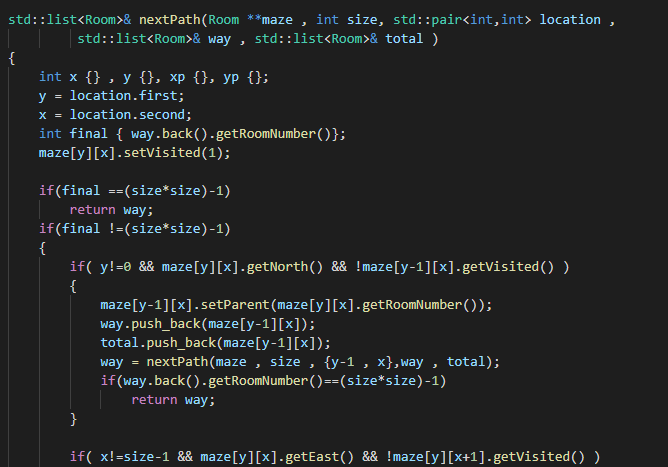 std::list<Room>& nextPath(Room **maze , int size, std::pair<int,int> location ,
std::list<Room>& way , std::list<Room>& total )
{
int x {} , y {}, xp {}, yp {};
y = location.first;
x = location.second;
int final { way.back().getRoomNumber()};
maze[y][x].setVisited(1);
if(final ==(size*size)-1)
return way;
if(final !=(size*size)-1)
{
if( y!=0 && maze[y][x].getNorth() && !maze[y-1][x].getVisited() )
{
maze[y-1][x].setParent(maze[y][x].getRoomNumber());
way.push_back(maze[y-1][x]);
total.push_back(maze[y-1][x]);
way = nextPath(maze , size , {y-1 , x},way , total);
if(way.back().getRoomNumber()==(size*size)-1)
return way;
}
if( x!=size-1 && maze[y][x].getEast() && !maze[y][x+1].getVisited() )